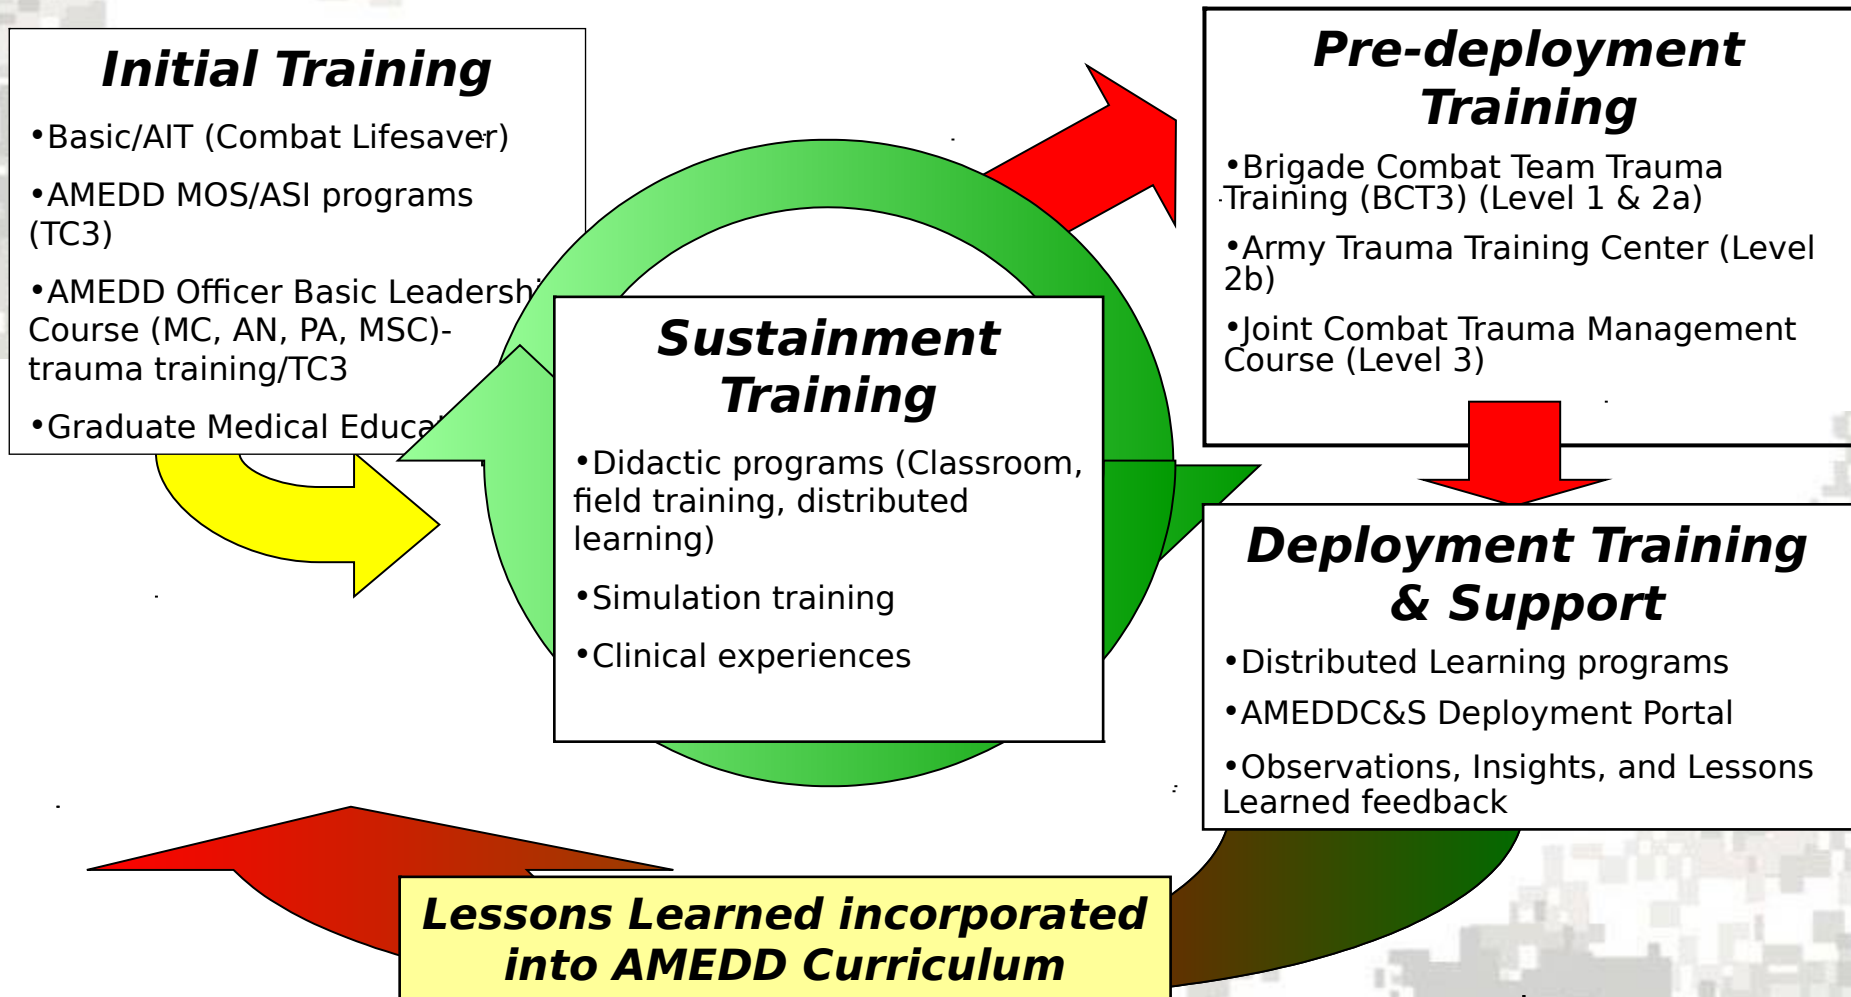 Initial Training
•Basic/AIT (Combat Lifesaver)
•AMEDD MOS/ASI programs
(TC3)
•AMEDD Officer Basic
Course (MC, AN, PA, MSC)-
trauma training/TC3
•Graduate Medical
Sustainment
Training
•Didactic programs (Classroom,
field training, distributed
learning)
•Simulation training
•Clinical experiences
Pre-deployment
Training
•Brigade Combat Team Trauma
Training (BCT3) (Level 1 & 2a)
•Army Trauma Training Center (Level
2b)
•Joint Combat Trauma Management
Course (Level 3)
Deployment Training
& Support
•Distributed Learning programs
•AMEDDC&S Deployment Portal
•Observations, Insights, and Lessons
Learned feedback
Lessons Learned incorporated
into AMEDD Curriculum